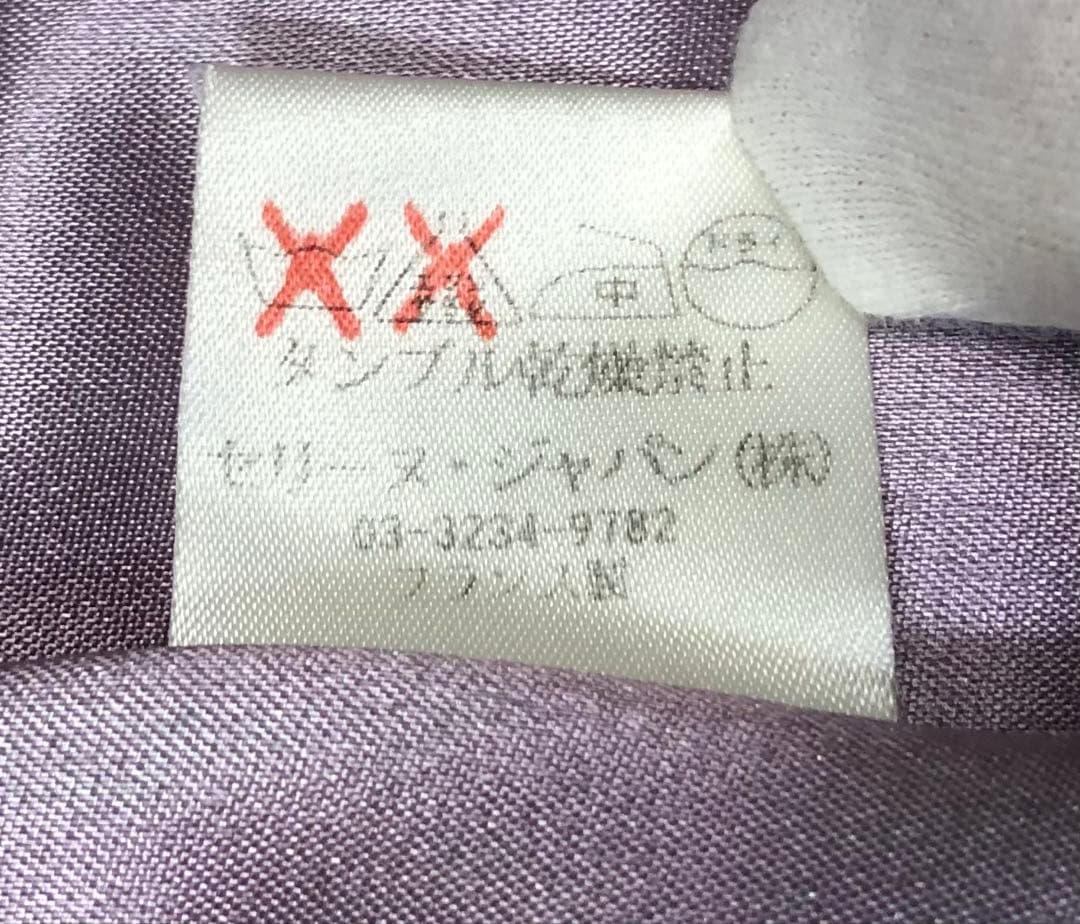 中 ドライ
タンブル乾燥禁止
セリーヌ・ジャパン(株)
03-3234-9782
フランス製